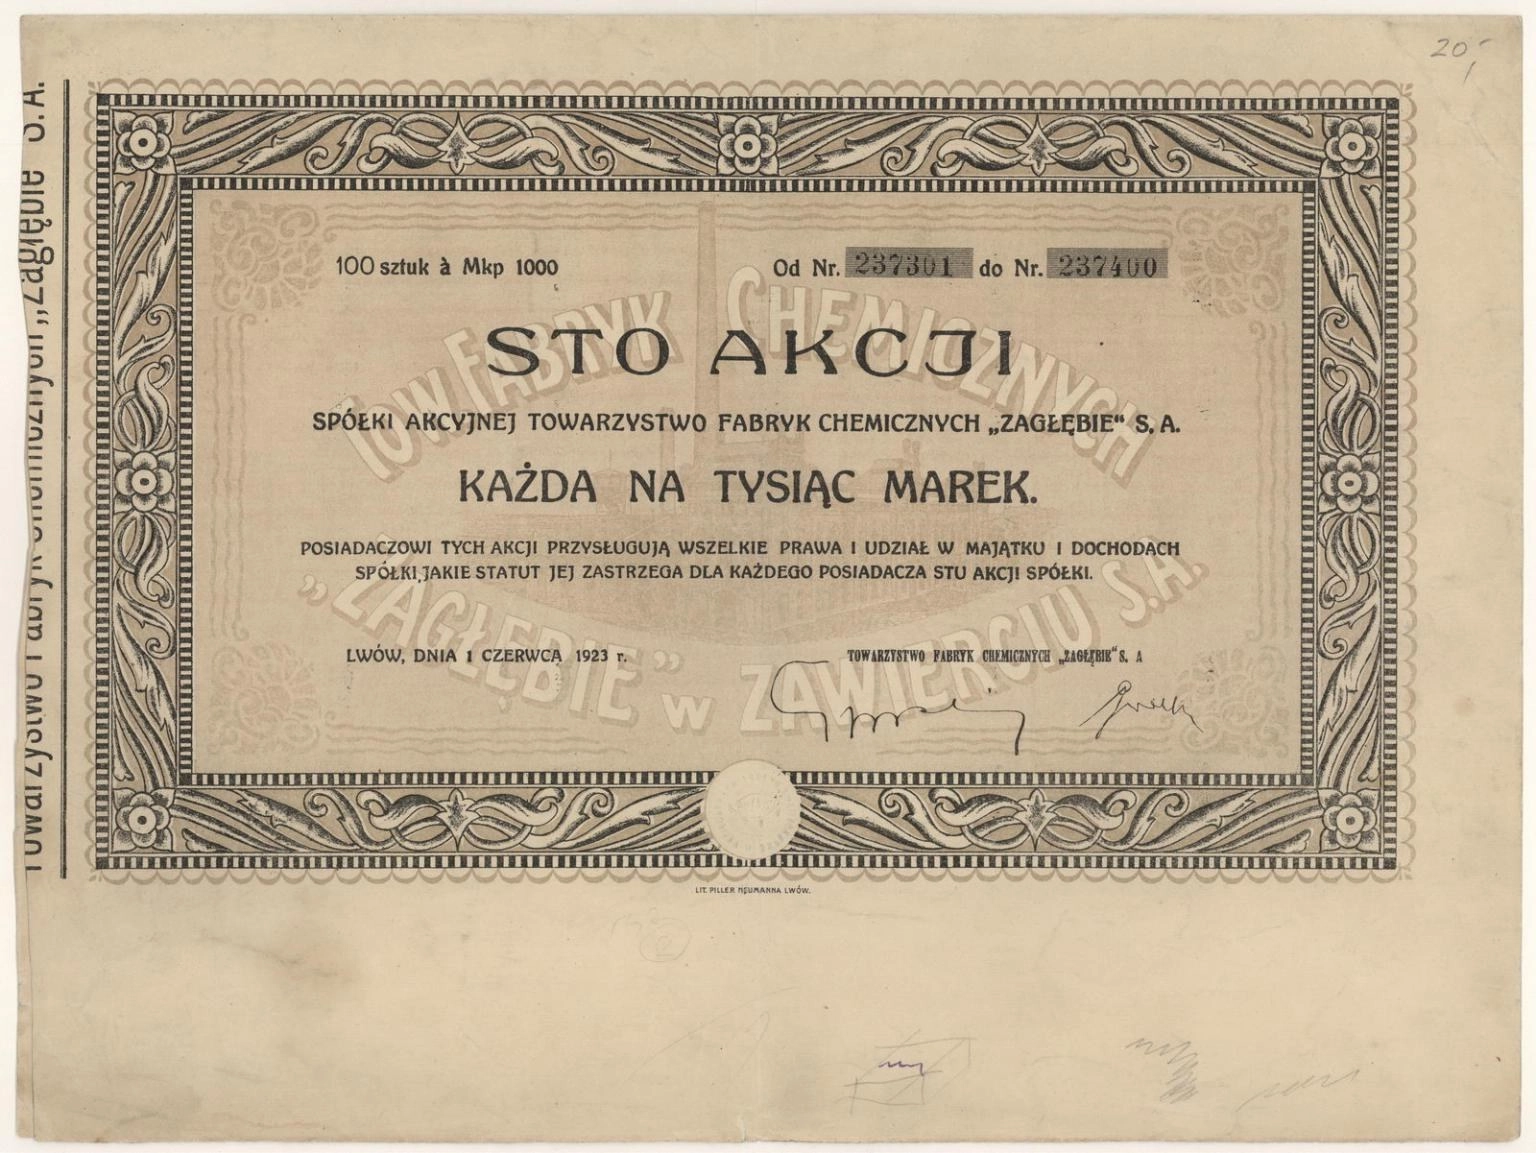 20,-
Towarzystwo Fabryk Chemicznych „Zagłębie S. A.
100 sztuk à Mkp 1000
Od Nr. 237301 do Nr. 237400
STO AKCJI
SPÓŁKI AKCYJNEJ TOWARZYSTWO FABRYK CHEMICZNYCH „ZAGŁĘBIE" S. A.
KAŻDA NA TYSIĄC MAREK.
POSIADACZOWI TYCH AKCJI PRZYSŁUGUJĄ WSZELKIE PRAWA I UDZIAŁ W MAJĄTKU I DOCHODACH
SPÓŁKI, JAKIE STATUT JEJ ZASTRZEGA DLA KAŻDEGO POSIADACZA STU AKCJI SPÓŁKI.
LWÓW, DNIA 1 CZERWCA 1923 r.
TOWARZYSTWO FABRYK CHEMICZNYCH „ZAGŁĘBIE" S. A
TOW FABRYK CHEMICZNYCH
„ZAGŁĘBIE" w ZAWIERCIU S.A.
LIT. PILLER NEUMANNA LWÓW.